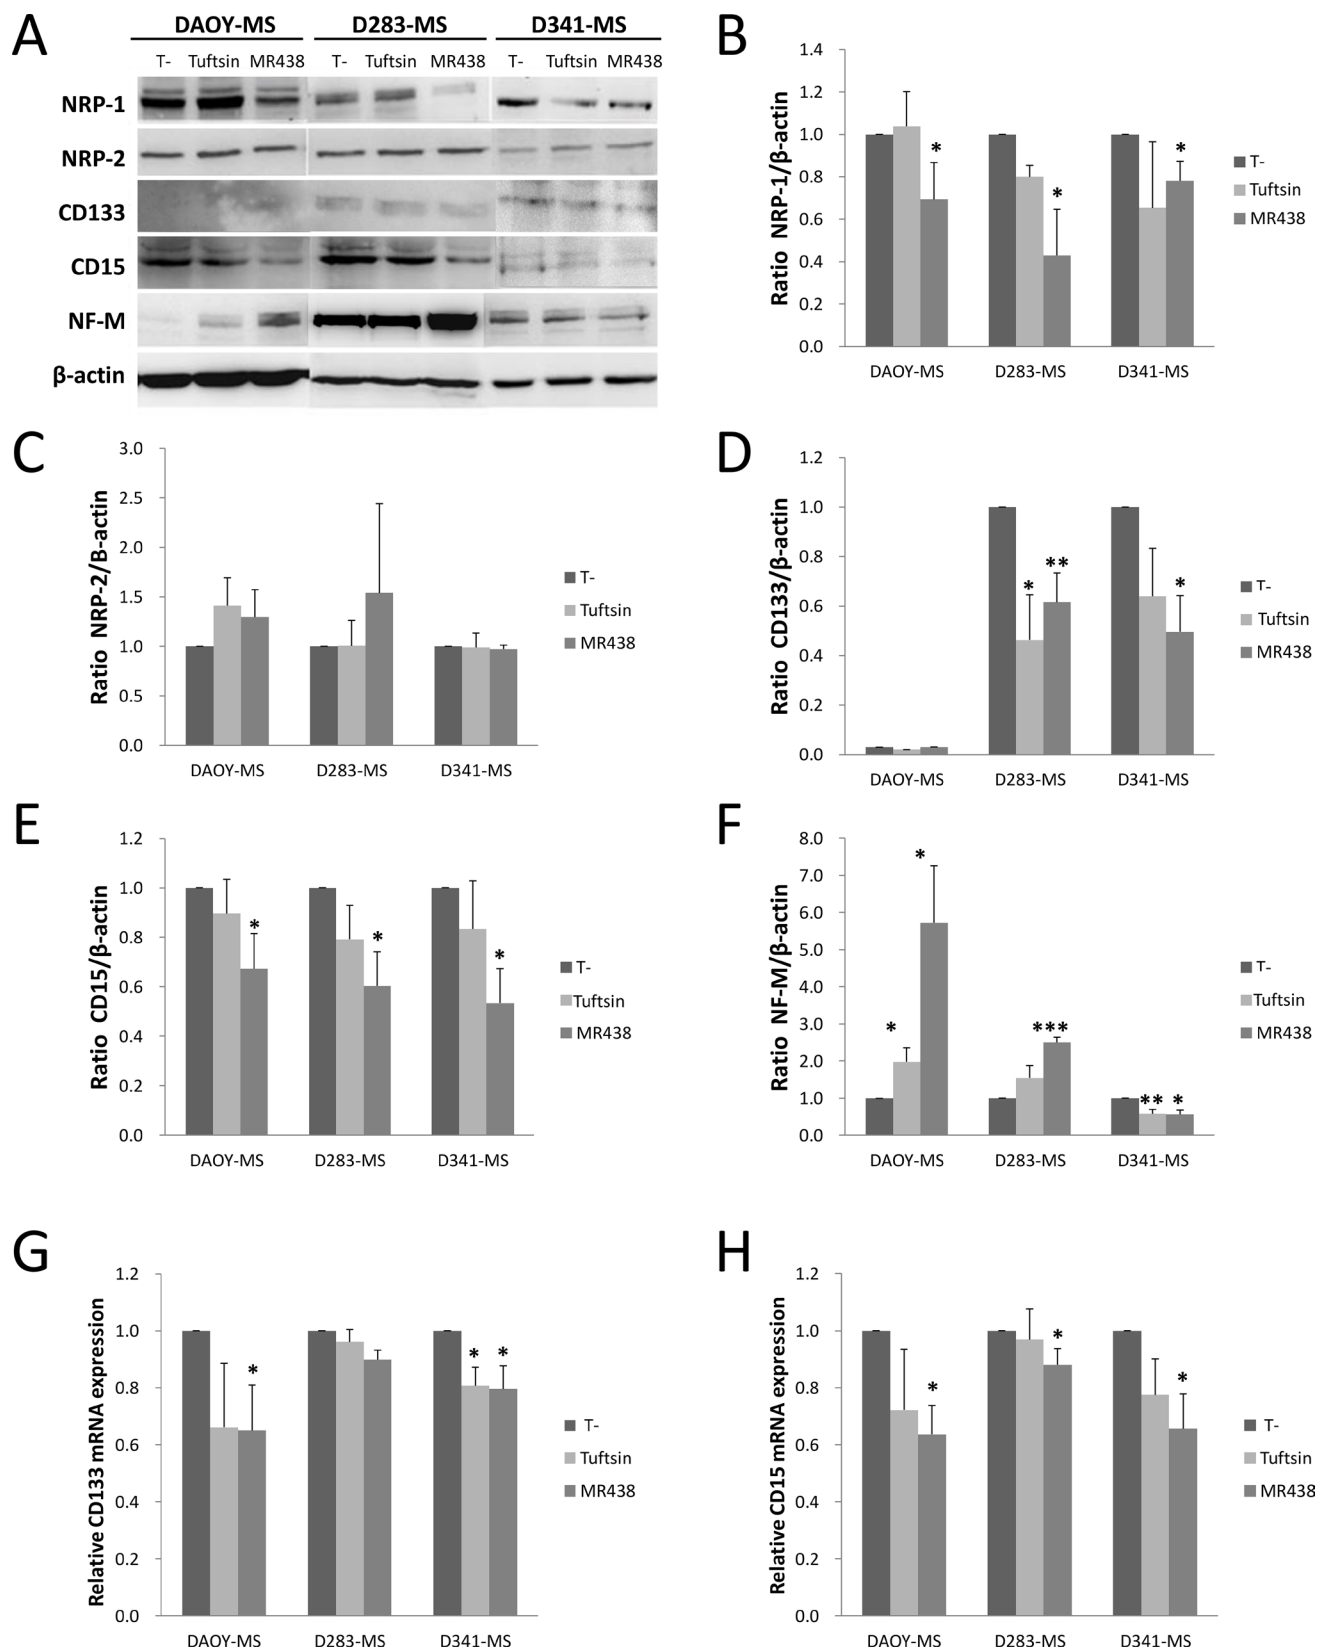 A
DAOY-MS D283-MS D341-MS
T- Tuftsin MR438 T- Tuftsin MR438 T- Tuftsin MR438
NRP-1
NRP-2
CD133
CD15
NF-M
β-actin
B
Ratio NRP-1/β-actin
1.4
1.2
1.0
0.8
0.6
0.4
0.2
0.0
* * *
DAOY-MS D283-MS D341-MS
T-
Tuftsin
MR438
C
Ratio NRP-2/B-actin
3.0
2.5
2.0
1.5
1.0
0.5
0.0
DAOY-MS D283-MS D341-MS
T-
Tuftsin
MR438
D
Ratio CD133/β-actin
1.2
1.0
0.8
0.6
0.4
0.2
0.0
* ** *
DAOY-MS D283-MS D341-MS
T-
Tuftsin
MR438
E
Ratio CD15/β-actin
1.2
1.0
0.8
0.6
0.4
0.2
0.0
* * *
DAOY-MS D283-MS D341-MS
T-
Tuftsin
MR438
F
Ratio NF-M/β-actin
8.0
7.0
6.0
5.0
4.0
3.0
2.0
1.0
0.0
* * *** ** *
DAOY-MS D283-MS D341-MS
T-
Tuftsin
MR438
G
Relative CD133 mRNA expression
1.2
1.0
0.8
0.6
0.4
0.2
0.0
* * *
DAOY-MS D283-MS D341-MS
T-
Tuftsin
MR438
H
Relative CD15 mRNA expression
1.2
1.0
0.8
0.6
0.4
0.2
0.0
* * *
DAOY-MS D283-MS D341-MS
T-
Tuftsin
MR438